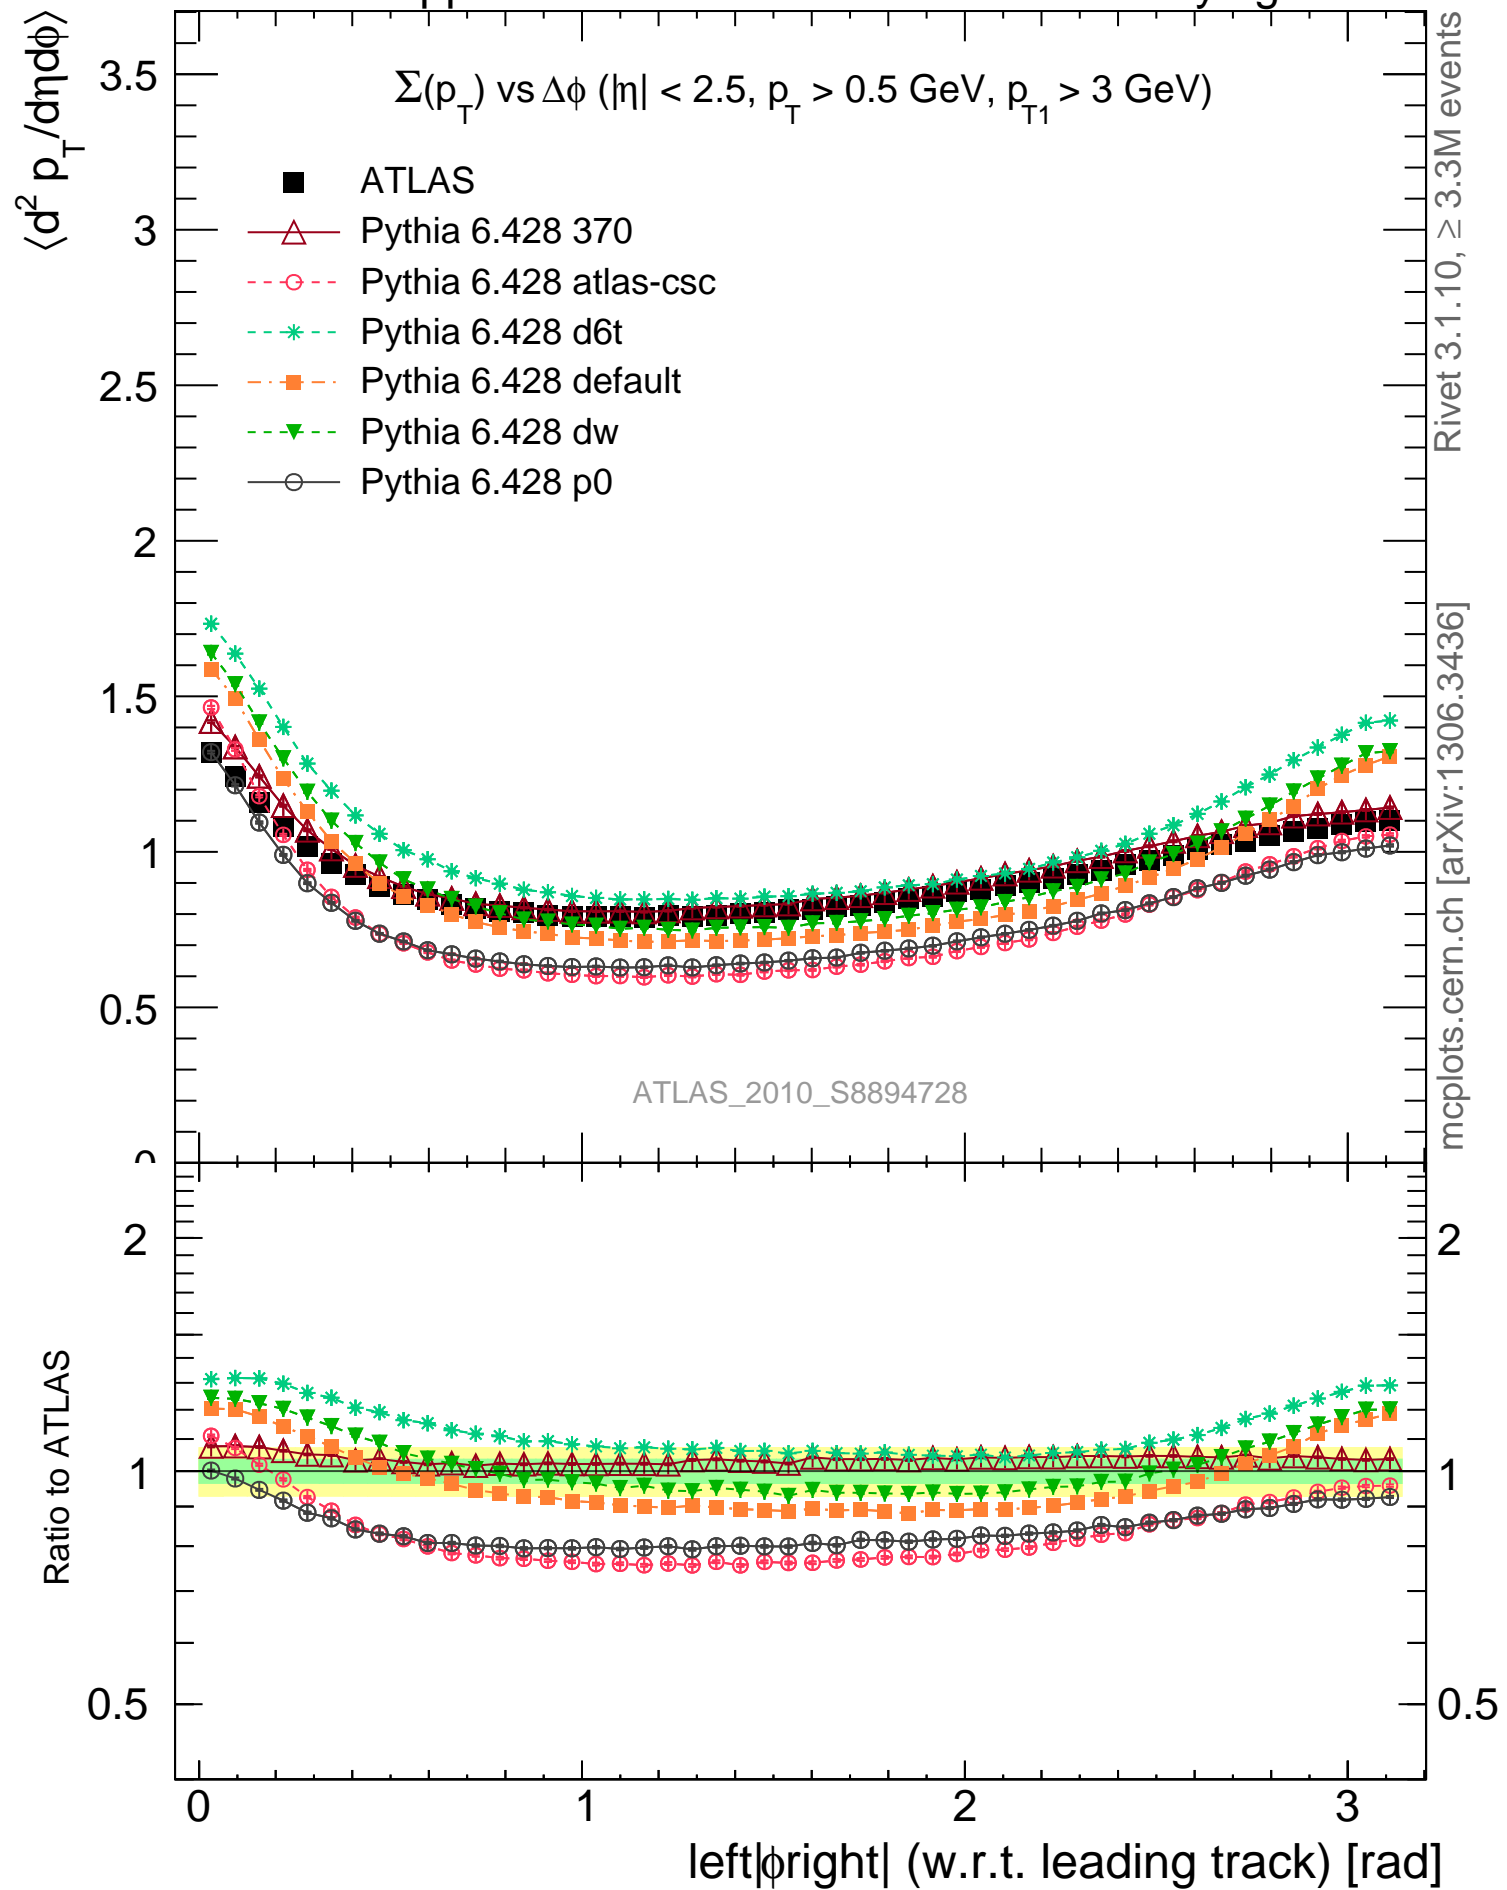 ⟨d² p_T/dηdϕ⟩
Σ(p_T) vs Δϕ (|η| < 2.5, p_T > 0.5 GeV, p_T1 > 3 GeV)
ATLAS
Pythia 6.428 370
Pythia 6.428 atlas-csc
Pythia 6.428 d6t
Pythia 6.428 default
Pythia 6.428 dw
Pythia 6.428 p0
3.5
3
2.5
2
1.5
1
0.5
0
ATLAS_2010_S8894728
Rivet 3.1.10, ≥ 3.3M events
mcplots.cern.ch [arXiv:1306.3436]
Ratio to ATLAS
2
1
0.5
2
1
0.5
0
1
2
3
left|ϕright| (w.r.t. leading track) [rad]